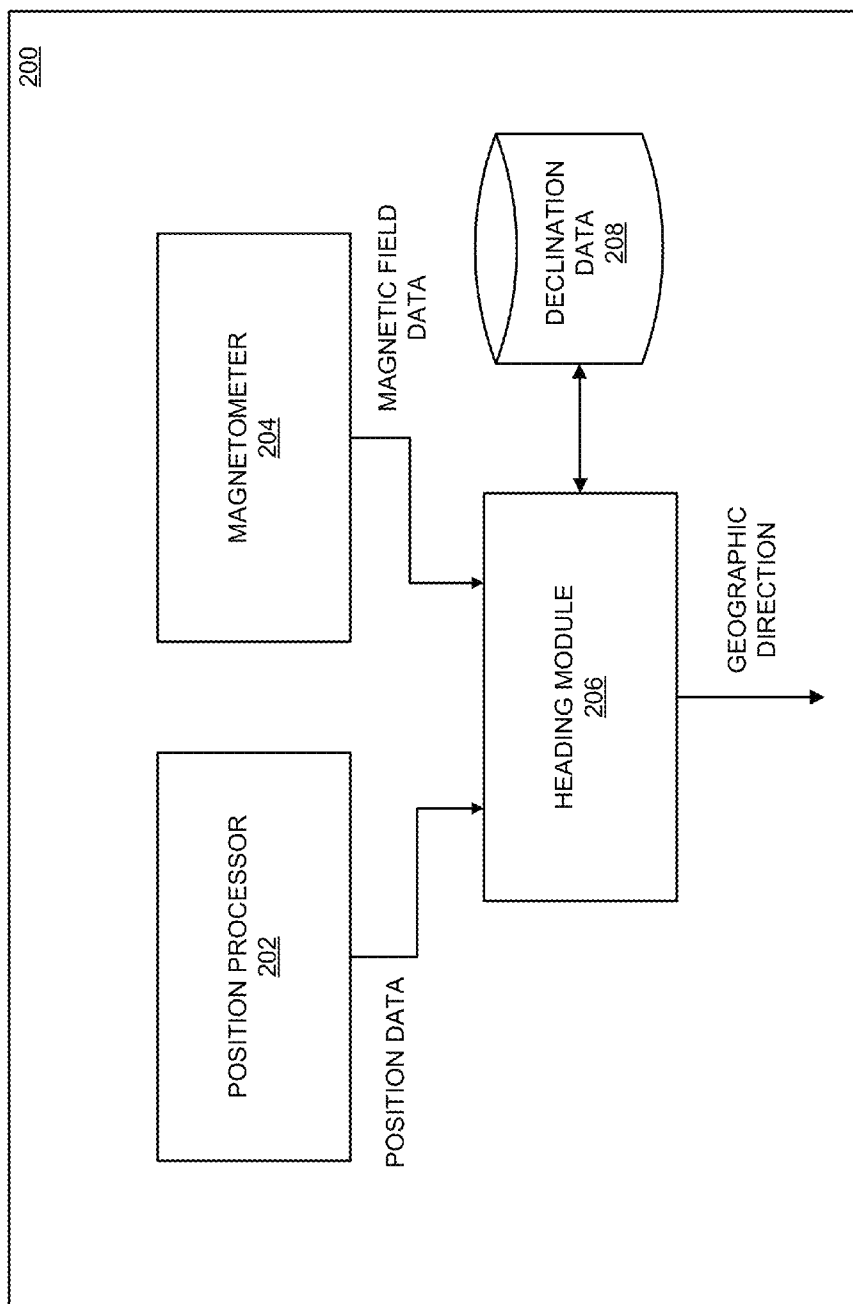 200
POSITION PROCESSOR
202
MAGNETOMETER
204
POSITION DATA
MAGNETIC FIELD
DATA
HEADING MODULE
206
DECLINATION
DATA
208
GEOGRAPHIC
DIRECTION